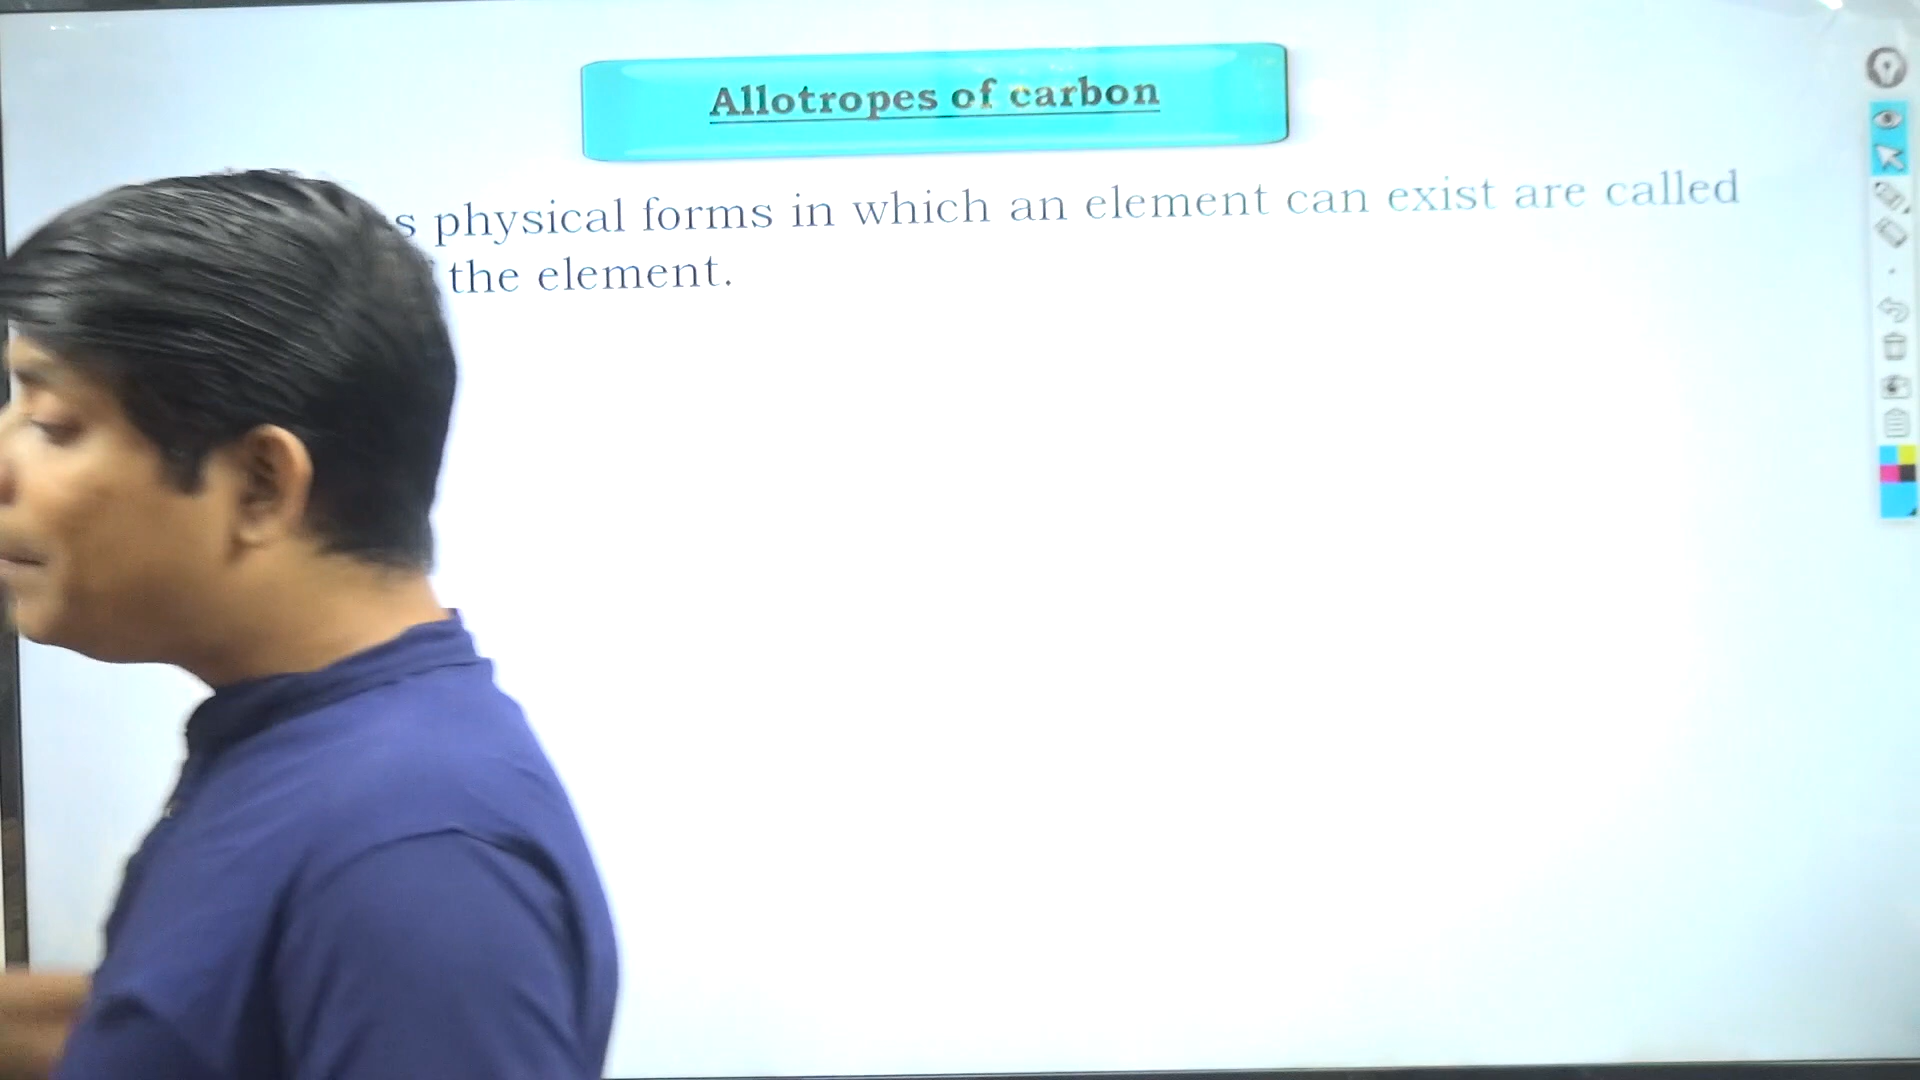 Allotropes of carbon
physical forms in which an element can exist are called
the element.